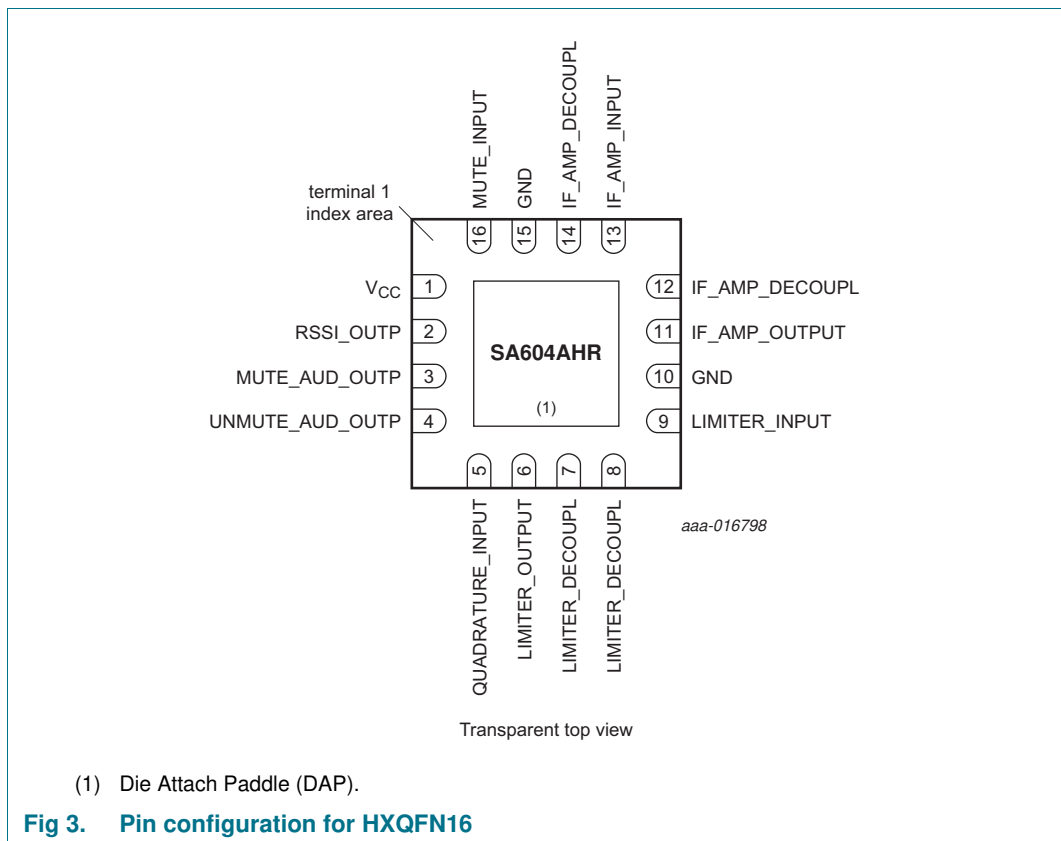 MUTE_INPUT
GND
IF_AMP_DECOUPL
IF_AMP_INPUT
terminal 1
index area
16
15
14
13
V_CC 1
RSSI_OUTP 2
MUTE_AUD_OUTP 3
UNMUTE_AUD_OUTP 4
12 IF_AMP_DECOUPL
11 IF_AMP_OUTPUT
10 GND
9 LIMITER_INPUT
SA604AHR
(1)
5
6
7
8
QUADRATURE_INPUT
LIMITER_OUTPUT
LIMITER_DECOUPL
LIMITER_DECOUPL
aaa-016798
Transparent top view
(1) Die Attach Paddle (DAP).
Fig 3. Pin configuration for HXQFN16